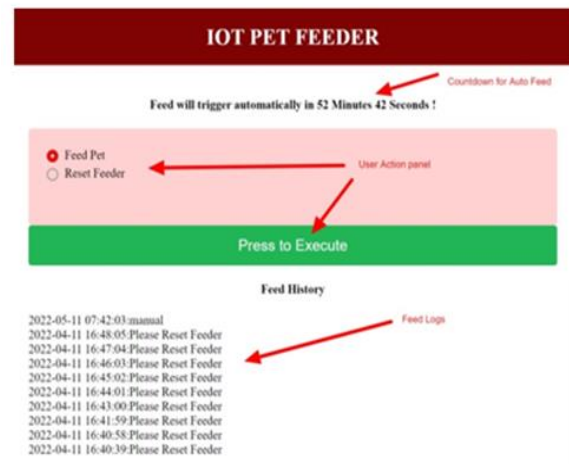 IOT PET FEEDER
Countdown for Auto Feed
Feed will trigger automatically in 52 Minutes 42 Seconds !
Feed Pet
Reset Feeder
User Action panel
Press to Execute
Feed History
Feed Logs
2022-05-11 07:42:03:manual
2022-04-11 16:48:05:Please Reset Feeder
2022-04-11 16:47:04:Please Reset Feeder
2022-04-11 16:46:03:Please Reset Feeder
2022-04-11 16:45:02:Please Reset Feeder
2022-04-11 16:44:01:Please Reset Feeder
2022-04-11 16:43:00:Please Reset Feeder
2022-04-11 16:41:59:Please Reset Feeder
2022-04-11 16:40:58:Please Reset Feeder
2022-04-11 16:40:39:Please Reset Feeder